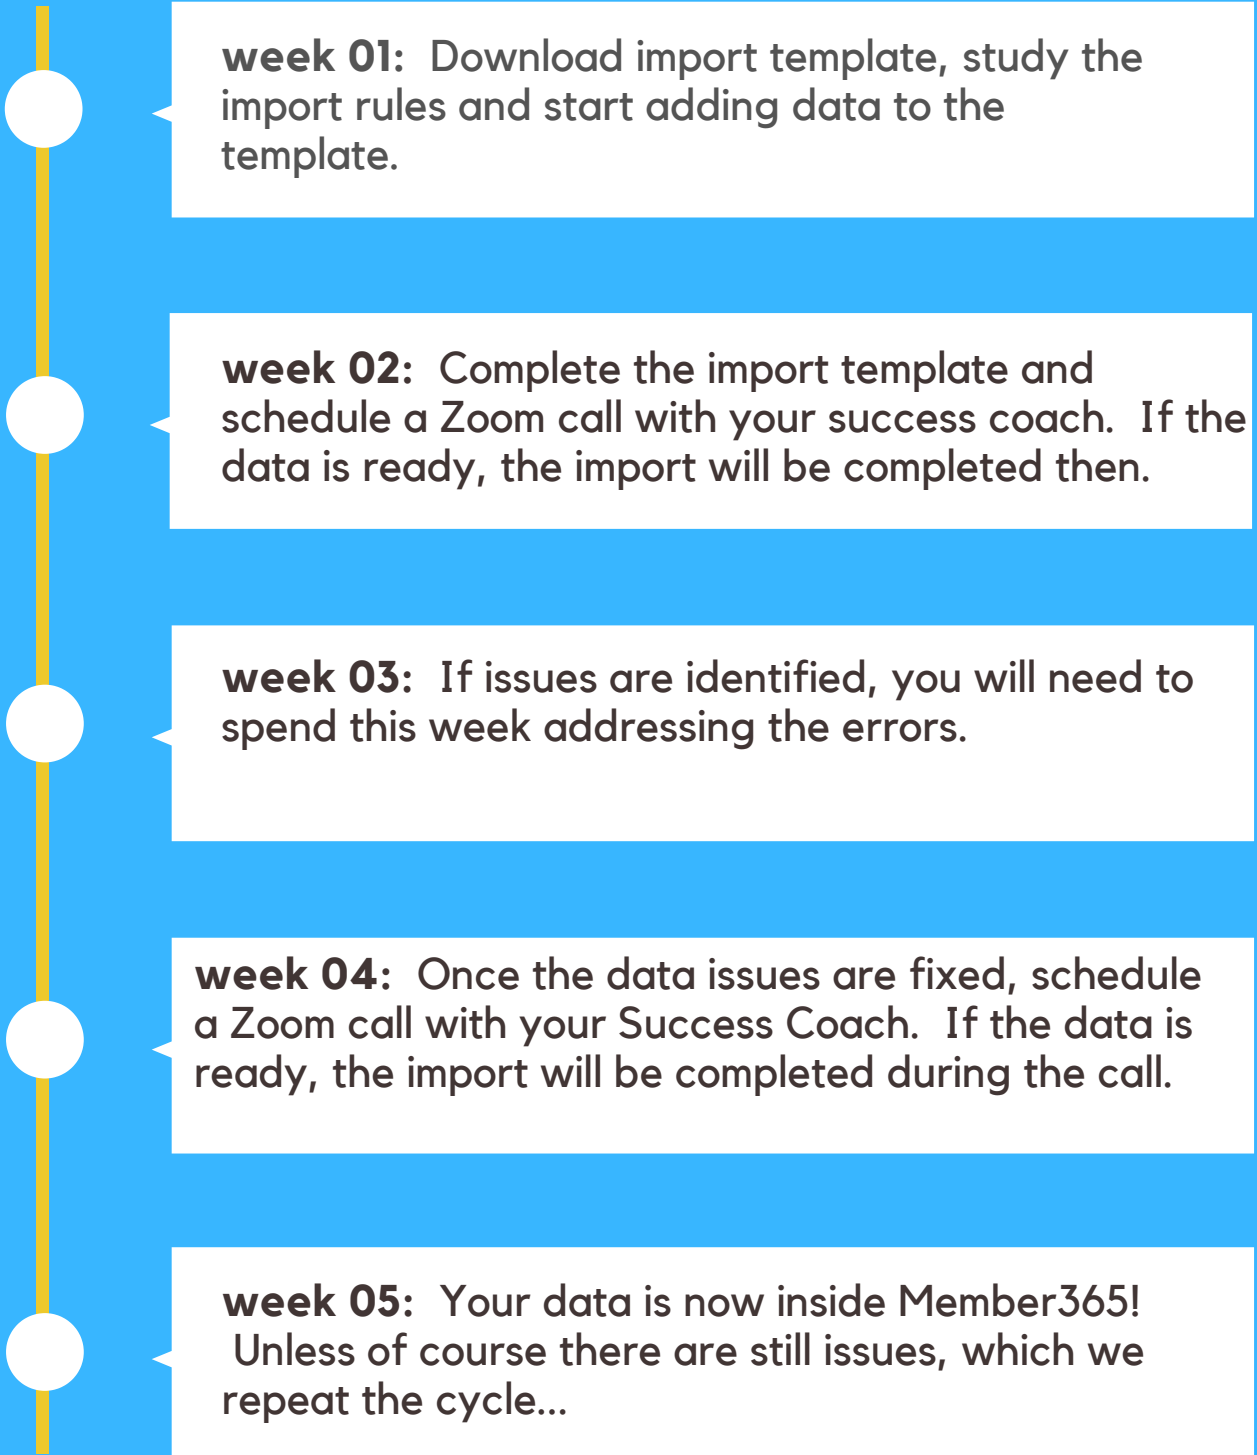 week 01:  Download import template, study the
import rules and start adding data to the
template.
week 02:  Complete the import template and
schedule a Zoom call with your success coach.  If the
data is ready, the import will be completed then.
week 03:  If issues are identified, you will need to
spend this week addressing the errors.
week 04:  Once the data issues are fixed, schedule
a Zoom call with your Success Coach.  If the data is
ready, the import will be completed during the call.
week 05:  Your data is now inside Member365!
Unless of course there are still issues, which we
repeat the cycle...